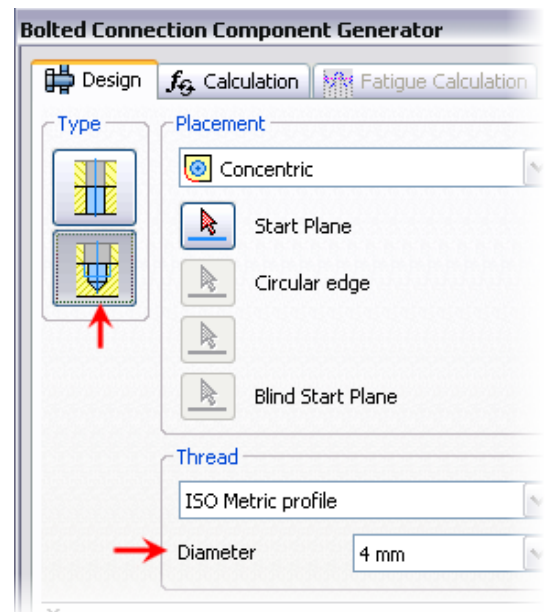 Bolted Connection Component Generator
Design Calculation Fatigue Calculation
Type
Placement
Concentric
Start Plane
Circular edge
Blind Start Plane
Thread
ISO Metric profile
Diameter 4 mm